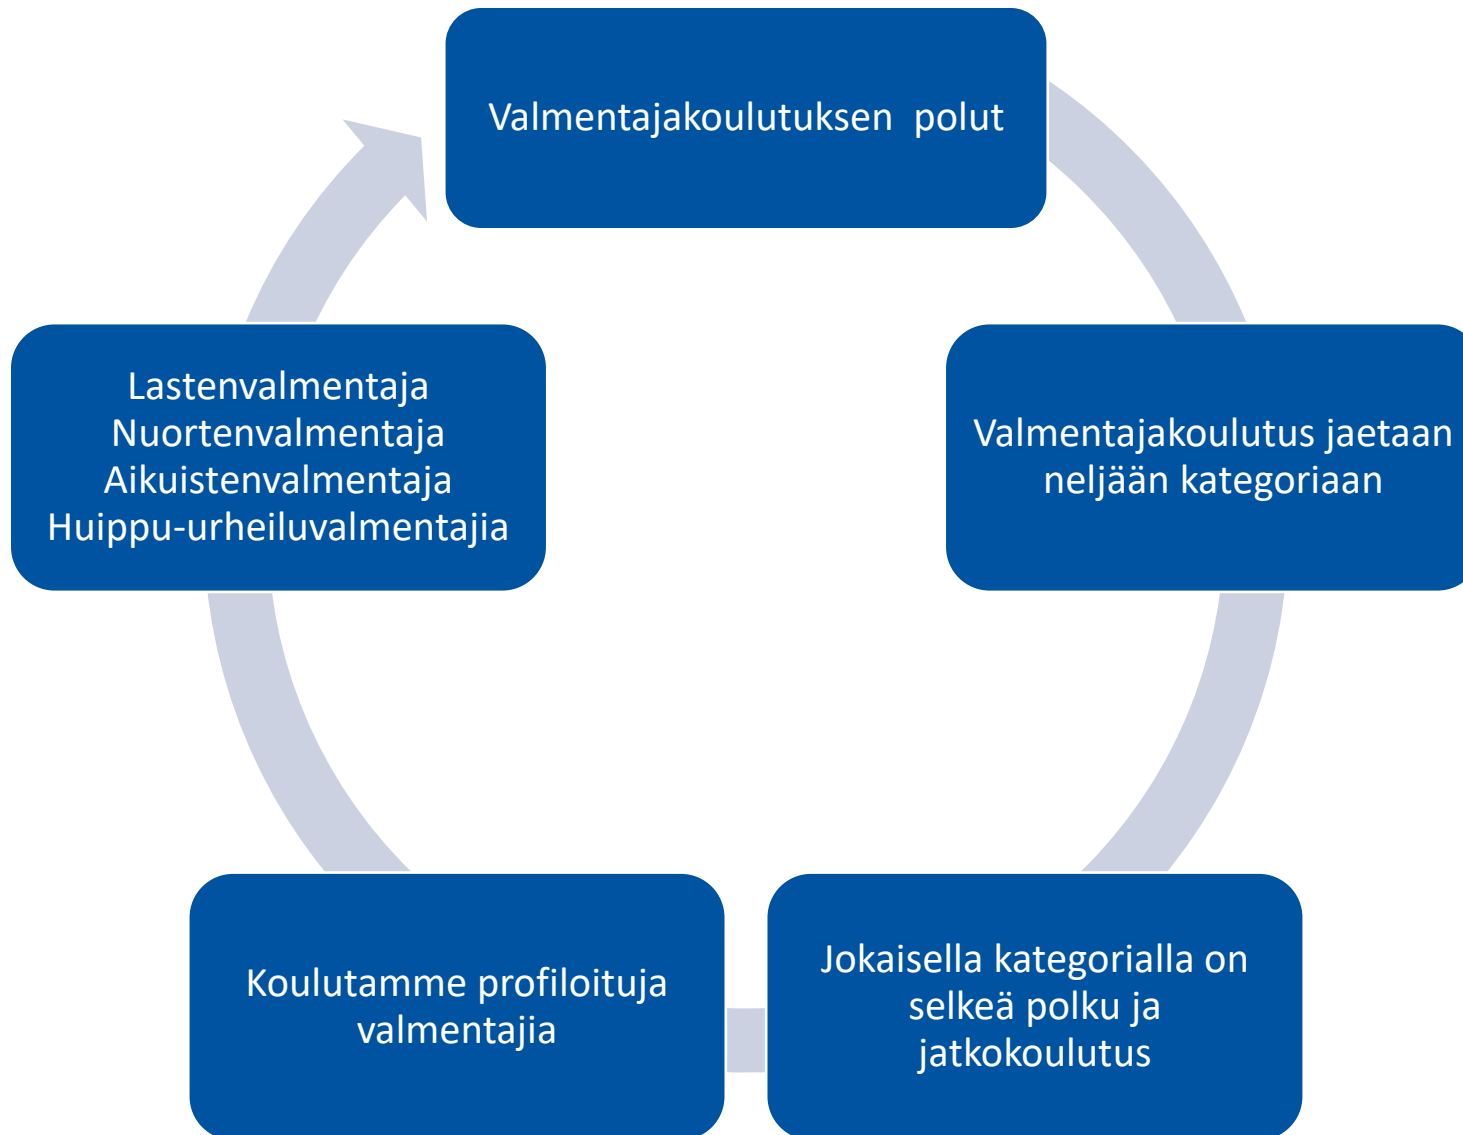 Valmentajakoulutuksen  polut
Valmentajakoulutus jaetaan
neljään kategoriaan
Jokaisella kategorialla on
selkeä polku ja
jatkokoulutus
Koulutamme profiloituja
valmentajia
Lastenvalmentaja
Nuortenvalmentaja
Aikuistenvalmentaja
Huippu-urheiluvalmentajia